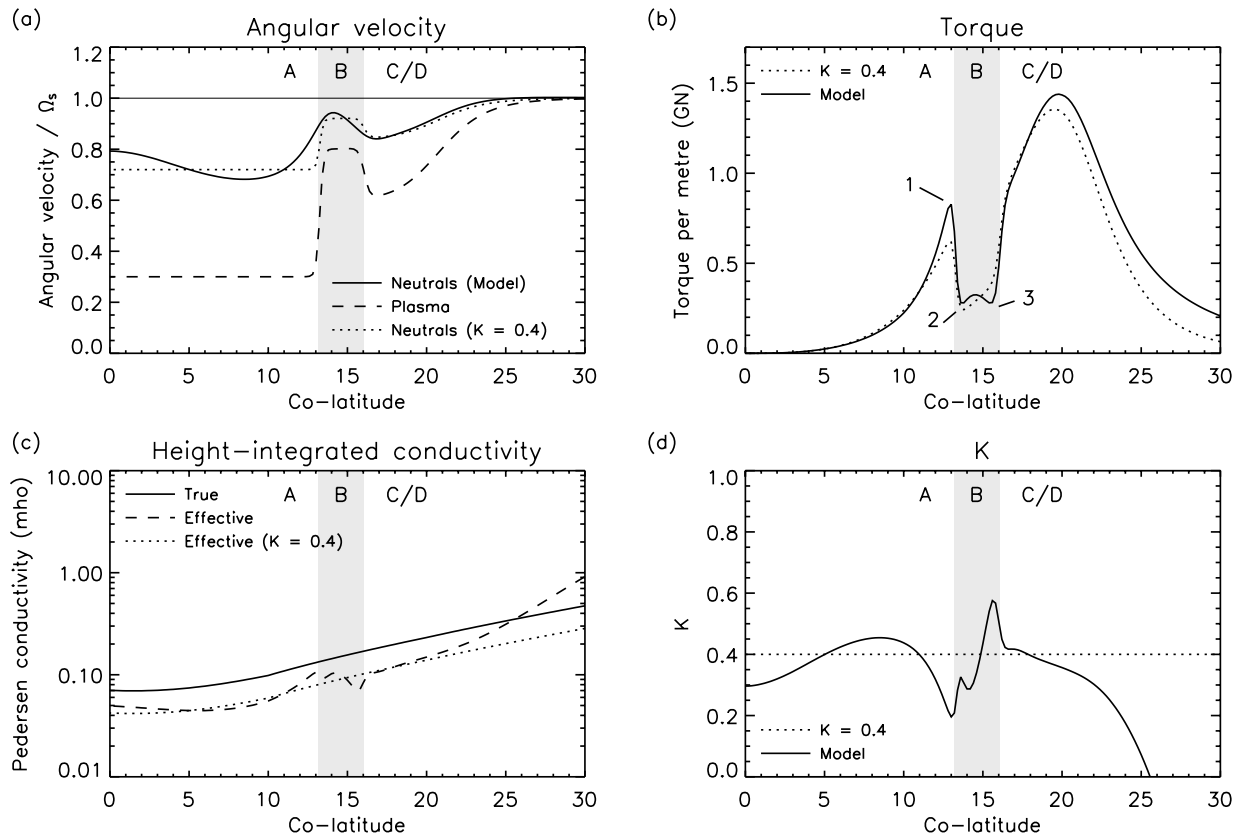 (a)
Angular velocity
1.2
1.0
0.8
0.6
0.4
0.2
0.0
Angular velocity / Ωs
A B C/D
Neutrals (Model)
Plasma
Neutrals (K = 0.4)
0 5 10 15 20 25 30
Co-latitude
(b)
Torque
1.5
1.0
0.5
0.0
Torque per metre (GN)
K = 0.4
Model
A B C/D
1
2
3
0 5 10 15 20 25 30
Co-latitude
(c)
Height-integrated conductivity
10.00
1.00
0.10
0.01
Pedersen conductivity (mho)
True
Effective
Effective (K = 0.4)
A B C/D
0 5 10 15 20 25 30
Co-latitude
(d)
K
1.0
0.8
0.6
0.4
0.2
0.0
K
A B C/D
K = 0.4
Model
0 5 10 15 20 25 30
Co-latitude